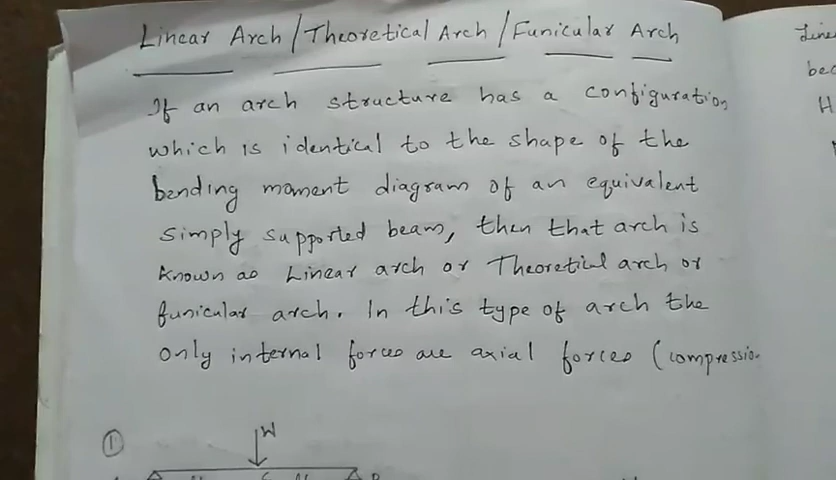 Linear Arch/Theoretical Arch/Funicular Arch
If an arch structure has a configuration
which is identical to the shape of the
bending moment diagram of an equivalent
simply supported beam, then that arch is
known as Linear arch or Theoretical arch or
funicular arch. In this type of arch the
only internal forces are axial forces (compressio
① W